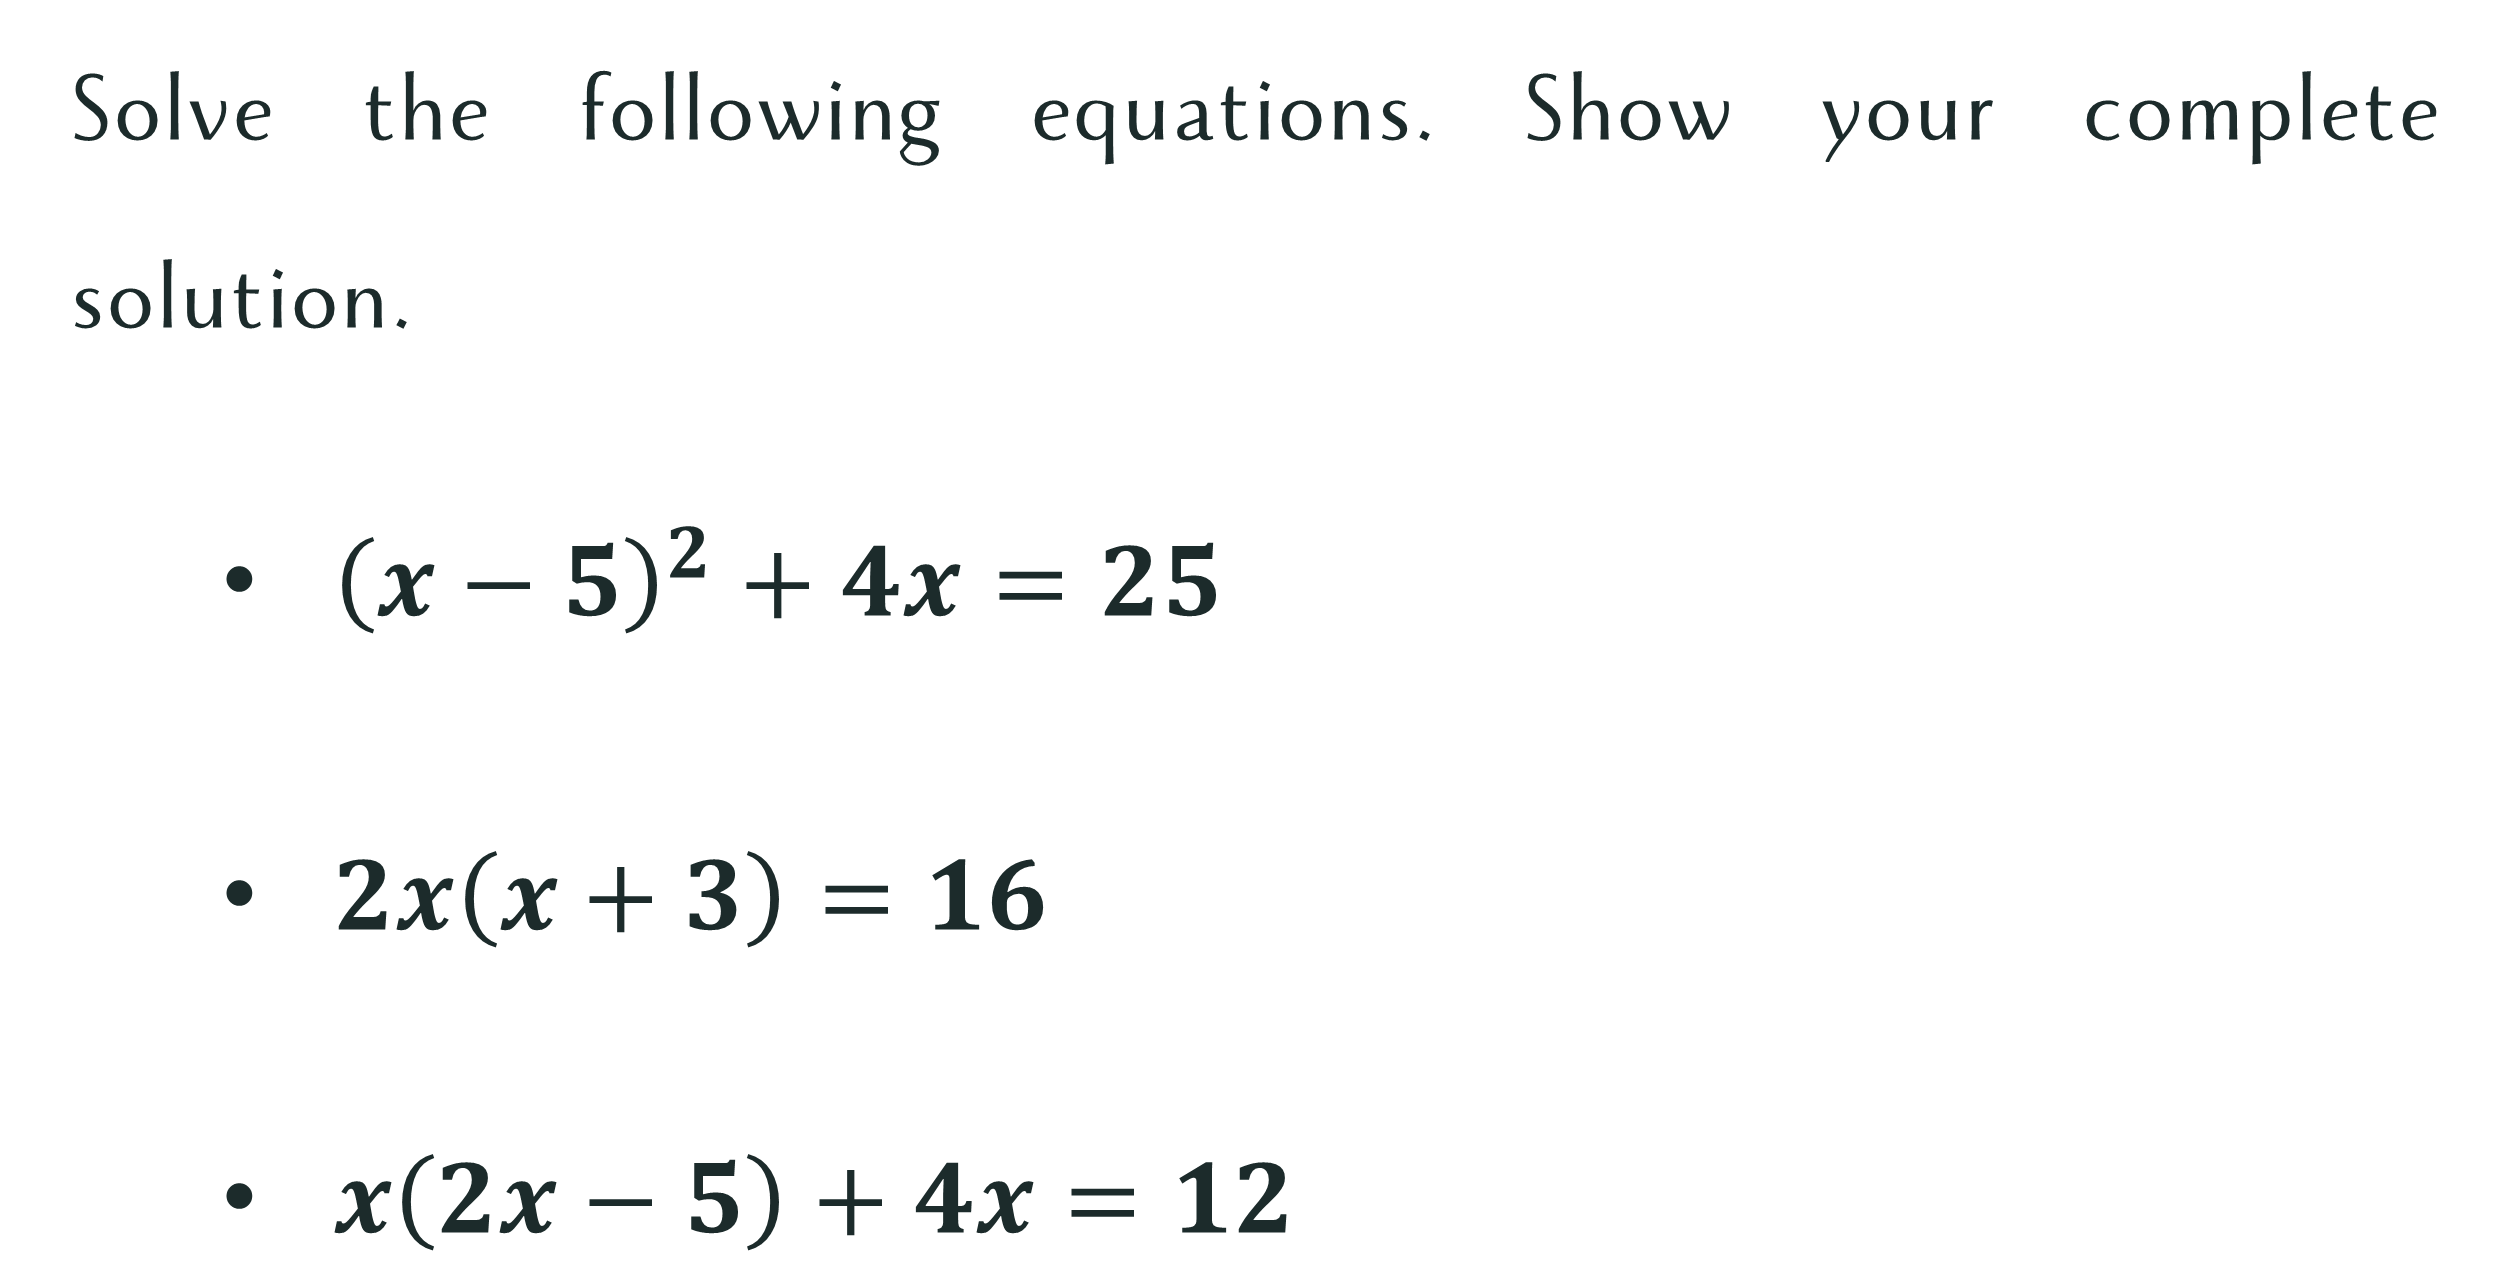 Solve the following equations. Show your complete
solution.
• (x − 5)² + 4x = 25
• 2x(x + 3) = 16
• x(2x − 5) + 4x = 12